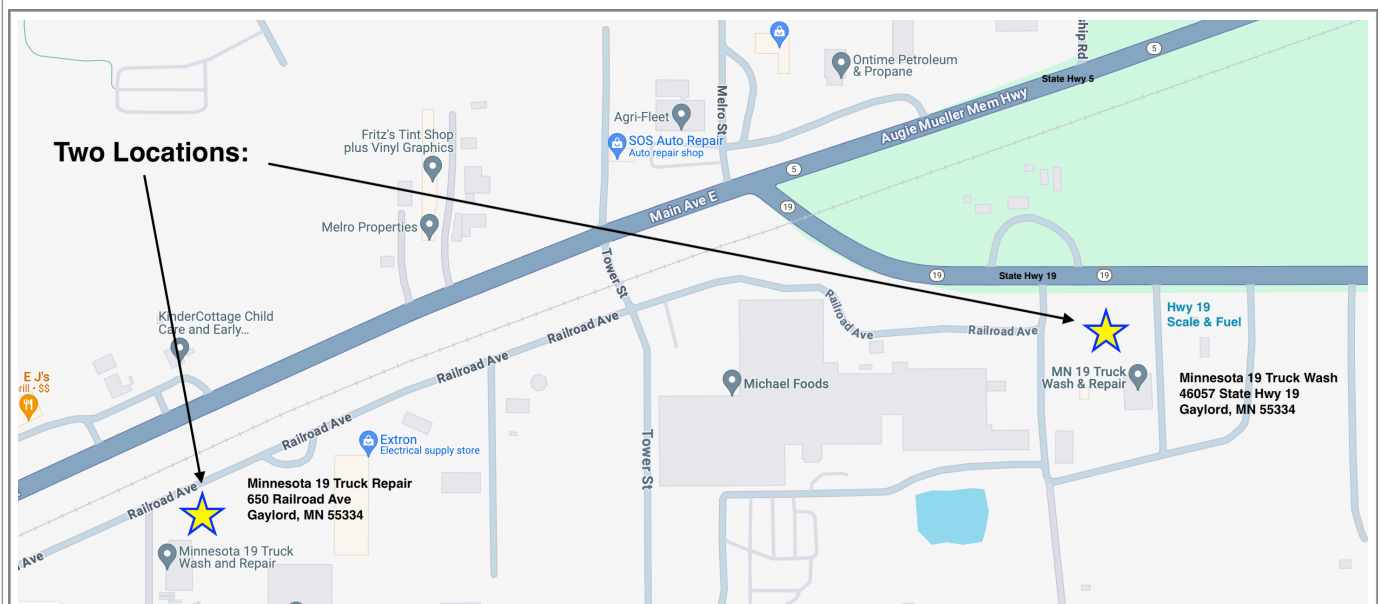 ship Rd
5
State Hwy 5
Ontime Petroleum
& Propane
Melro St
Augie Mueller Mem Hwy
Agri-Fleet
Fritz's Tint Shop
plus Vinyl Graphics
SOS Auto Repair
Auto repair shop
Two Locations:
5
Main Ave E
19
Melro Properties
Tower St
19
State Hwy 19
19
Railroad Ave
Railroad Ave
Hwy 19
Scale & Fuel
KinderCottage Child
Care and Early...
Railroad Ave
Railroad Ave
E J's
rill • $$
MN 19 Truck
Wash & Repair
Minnesota 19 Truck Wash
46057 State Hwy 19
Gaylord, MN 55334
Michael Foods
Railroad Ave
Extron
Electrical supply store
Tower St
Minnesota 19 Truck Repair
650 Railroad Ave
Gaylord, MN 55334
Railroad Ave
Minnesota 19 Truck
Wash and Repair
Ave